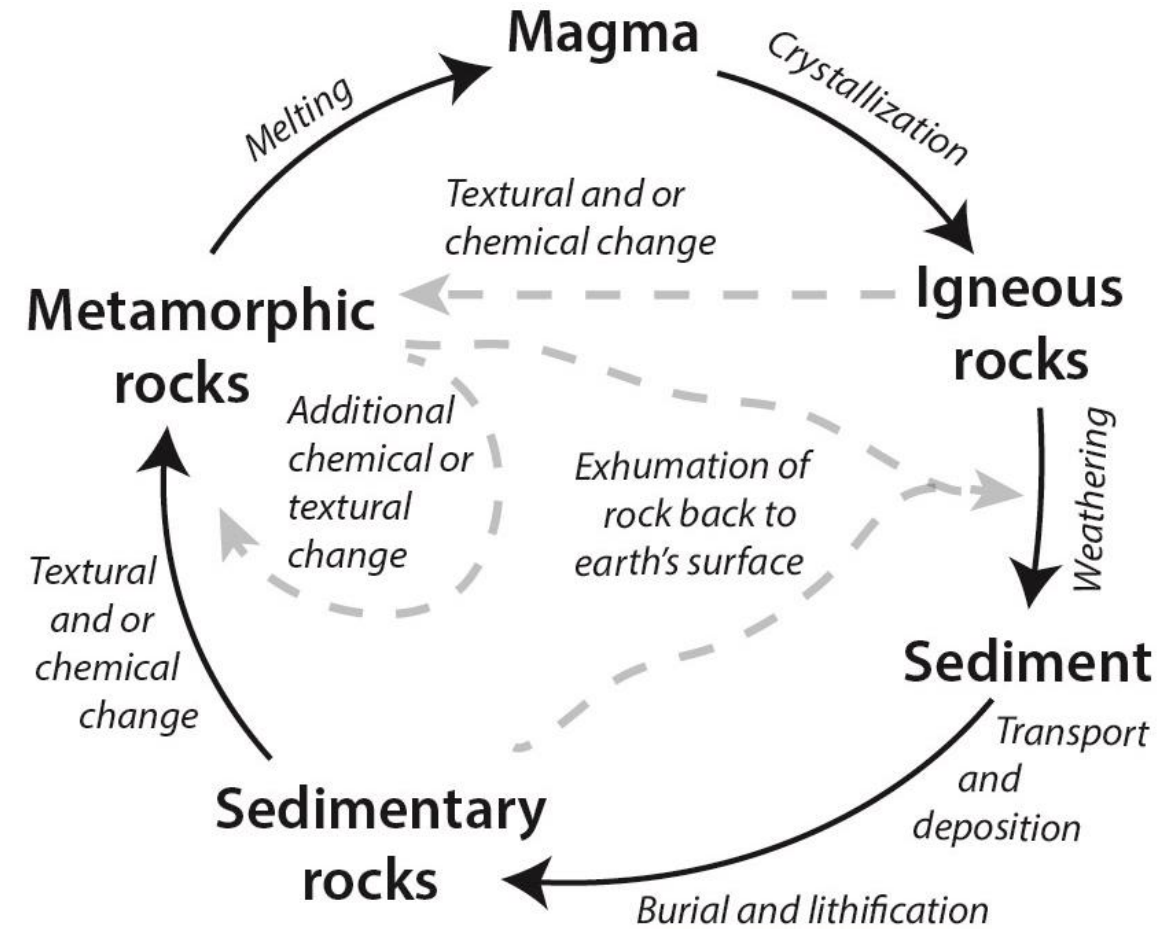 Magma
Crystallization
Melting
Textural and or
chemical change
Igneous
rocks
Metamorphic
rocks
Additional
chemical or
textural
change
Exhumation of
rock back to
earth's surface
Weathering
Textural
and or
chemical
change
Sediment
Transport
and
deposition
Sedimentary
rocks
Burial and lithification